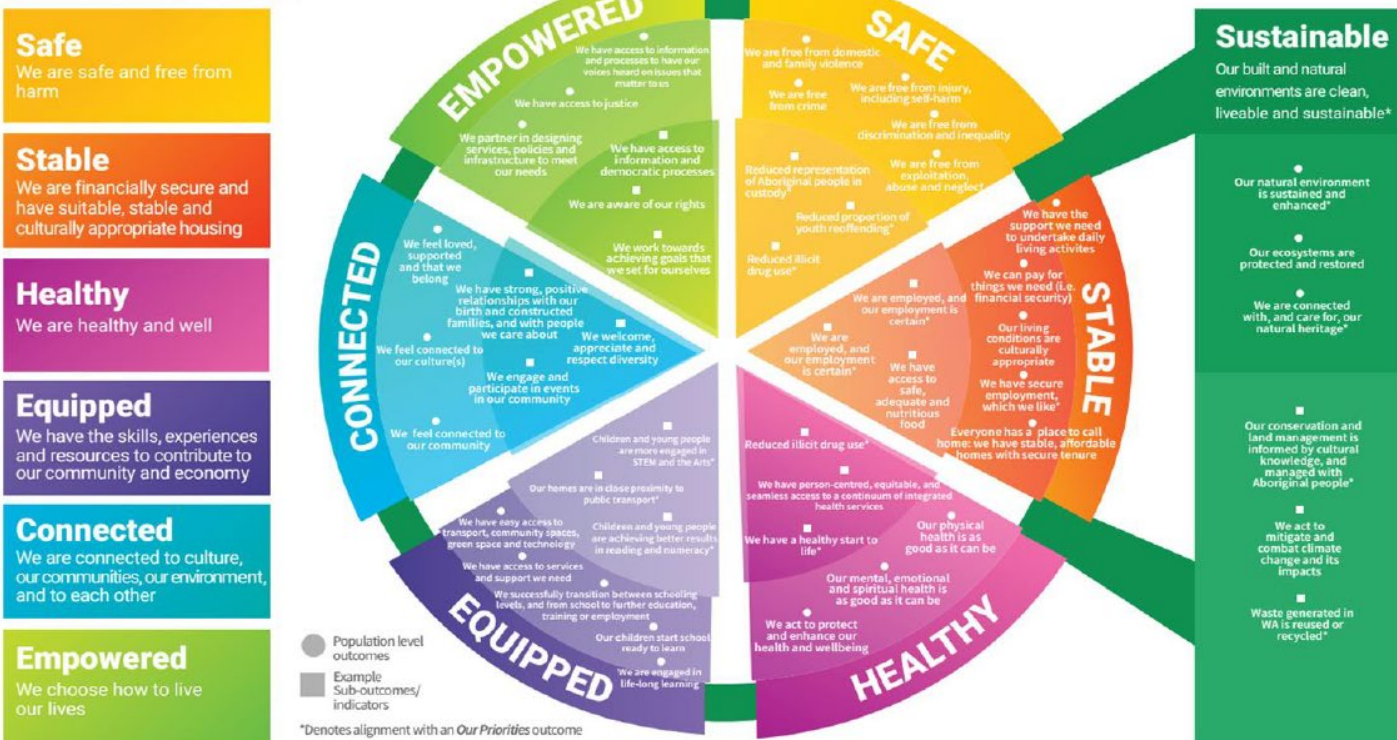 Safe
We are safe and free from
harm
Stable
We are financially secure and
have suitable, stable and
culturally appropriate housing
Healthy
We are healthy and well
Equipped
We have the skills, experiences
and resources to contribute to
our community and economy
Connected
We are connected to culture,
our communities, our environment,
and to each other
Empowered
We choose how to live
our lives
EMPOWERED
We have access to information
and processes to have our
voices heard on issues that
matter to us
We have access to justice
We partner in designing
services, policies and
infrastructure to meet
our needs
We have access to
information and
democratic processes
We are aware of our rights
We work towards
achieving goals that
we set for ourselves
SAFE
We are free from domestic
and family violence
We are free
from crime
We are free from injury,
including self-harm
We are free from
discrimination and inequality
We are free from
exploitation,
abuse and neglect
Reduced representation
of Aboriginal people in
custody*
Reduced proportion of
youth reoffending*
Reduced illicit
drug use*
STABLE
We have the
support we need
to undertake daily
living activites
We can pay for
things we need (i.e.
financial security)
Our living
conditions are
culturally
appropriate
We have secure
employment,
which we like*
Everyone has a place to call
home: we have stable, affordable
homes with secure tenure
We are employed, and
our employment is
certain*
We are
employed, and
our employment
is certain*
We have
access to
safe,
adequate and
nutritious
food
HEALTHY
Reduced illicit drug use*
We have person-centred, equitable, and
seamless access to a continuum of integrated
health services
We have a healthy start to
life*
Our physical
health is as
good as it can be
Our mental, emotional
and spiritual health is
as good as it can be
We act to protect
and enhance our
health and wellbeing
EQUIPPED
Children and young people
are more engaged in
STEM and the Arts*
Our homes are in close proximity to
public transport*
Children and young people
are achieving better results
in reading and numeracy*
We have easy access to
transport, community spaces,
green space and technology
We have access to services
and support we need
We successfully transition between schooling
levels, and from school to further education,
training or employment
Our children start school
ready to learn
We are engaged in
life-long learning
CONNECTED
We feel loved,
supported
and that we
belong
We feel connected to
our culture(s)
We feel connected to
our community
We have strong, positive
relationships with our
birth and constructed
families, and with people
we care about
We welcome,
appreciate and
respect diversity
We engage and
participate in events
in our community
Population level
outcomes
Example
Sub-outcomes/
indicators
*Denotes alignment with an Our Priorities outcome
Sustainable
Our built and natural
environments are clean,
liveable and sustainable*
Our natural environment
is sustained and
enhanced*
Our ecosystems are
protected and restored
We are connected
with, and care for, our
natural heritage*
Our conservation and
land management is
informed by cultural
knowledge, and
managed with
Aboriginal people*
We act to
mitigate and
combat climate
change and its
impacts
Waste generated in
WA is reused or
recycled*